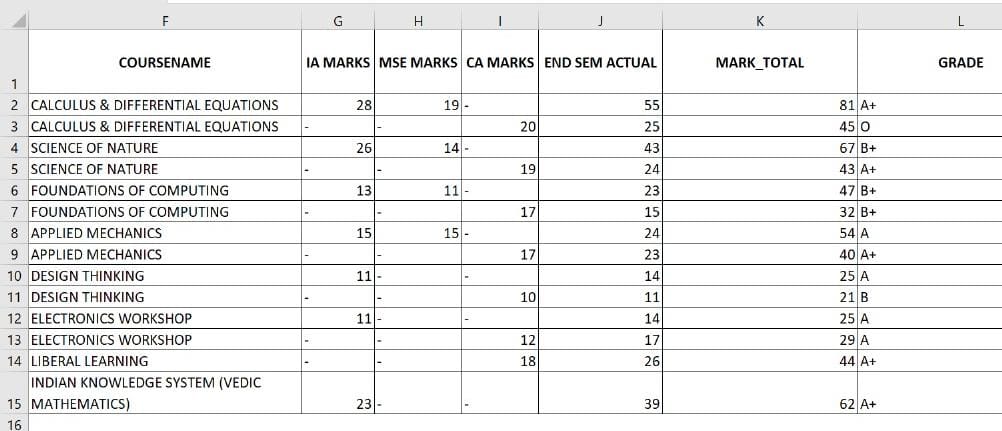 F G H I J K L
COURSENAME IA MARKS MSE MARKS CA MARKS END SEM ACTUAL MARK_TOTAL GRADE
1
2 CALCULUS & DIFFERENTIAL EQUATIONS 28 19 - 55 81 A+
3 CALCULUS & DIFFERENTIAL EQUATIONS - - 20 25 45 O
4 SCIENCE OF NATURE 26 14 - 43 67 B+
5 SCIENCE OF NATURE - - 19 24 43 A+
6 FOUNDATIONS OF COMPUTING 13 11 - 23 47 B+
7 FOUNDATIONS OF COMPUTING - - 17 15 32 B+
8 APPLIED MECHANICS 15 15 - 24 54 A
9 APPLIED MECHANICS - - 17 23 40 A+
10 DESIGN THINKING 11 - - 14 25 A
11 DESIGN THINKING - - 10 11 21 B
12 ELECTRONICS WORKSHOP 11 - - 14 25 A
13 ELECTRONICS WORKSHOP - - 12 17 29 A
14 LIBERAL LEARNING - - 18 26 44 A+
INDIAN KNOWLEDGE SYSTEM (VEDIC
15 MATHEMATICS) 23 - - 39 62 A+
16